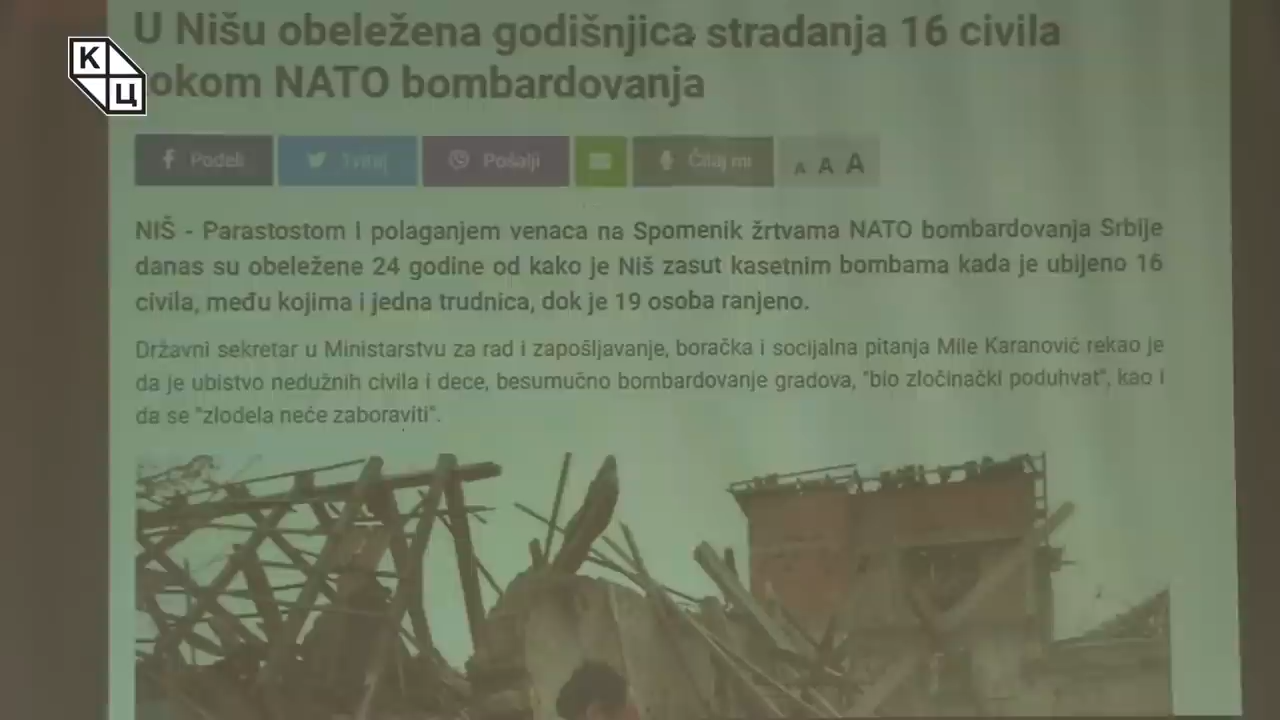 U Nišu obeležena godišnjica stradanja 16 civila
КЦ
okom NATO bombardovanja
Podeli
Tvituj
Pošalji
Čitaj mi
A A A
NIŠ - Parastostom i polaganjem venaca na Spomenik žrtvama NATO bombardovanja Srbije
danas su obeležene 24 godine od kako je Niš zasut kasetnim bombama kada je ubijeno 16
civila, među kojima i jedna trudnica, dok je 19 osoba ranjeno.
Državni sekretar u Ministarstvu za rad i zapošljavanje, boračka i socijalna pitanja Mile Karanović rekao je
da je ubistvo nedužnih civila i dece, besumučno bombardovanje gradova, "bio zločinački poduhvat", kao i
da se "zlodela neće zaboraviti".